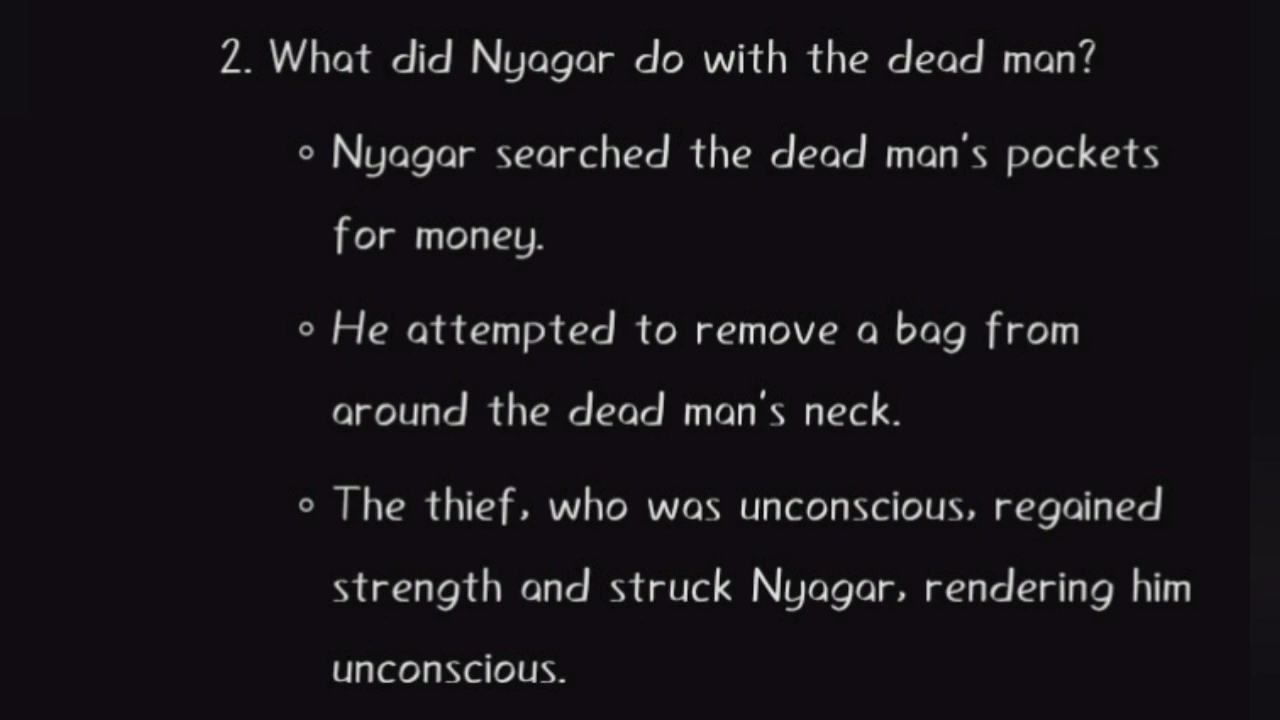 2. What did Nyagar do with the dead man?
◦ Nyagar searched the dead man's pockets
for money.
◦ He attempted to remove a bag from
around the dead man's neck.
◦ The thief, who was unconscious, regained
strength and struck Nyagar, rendering him
unconscious.